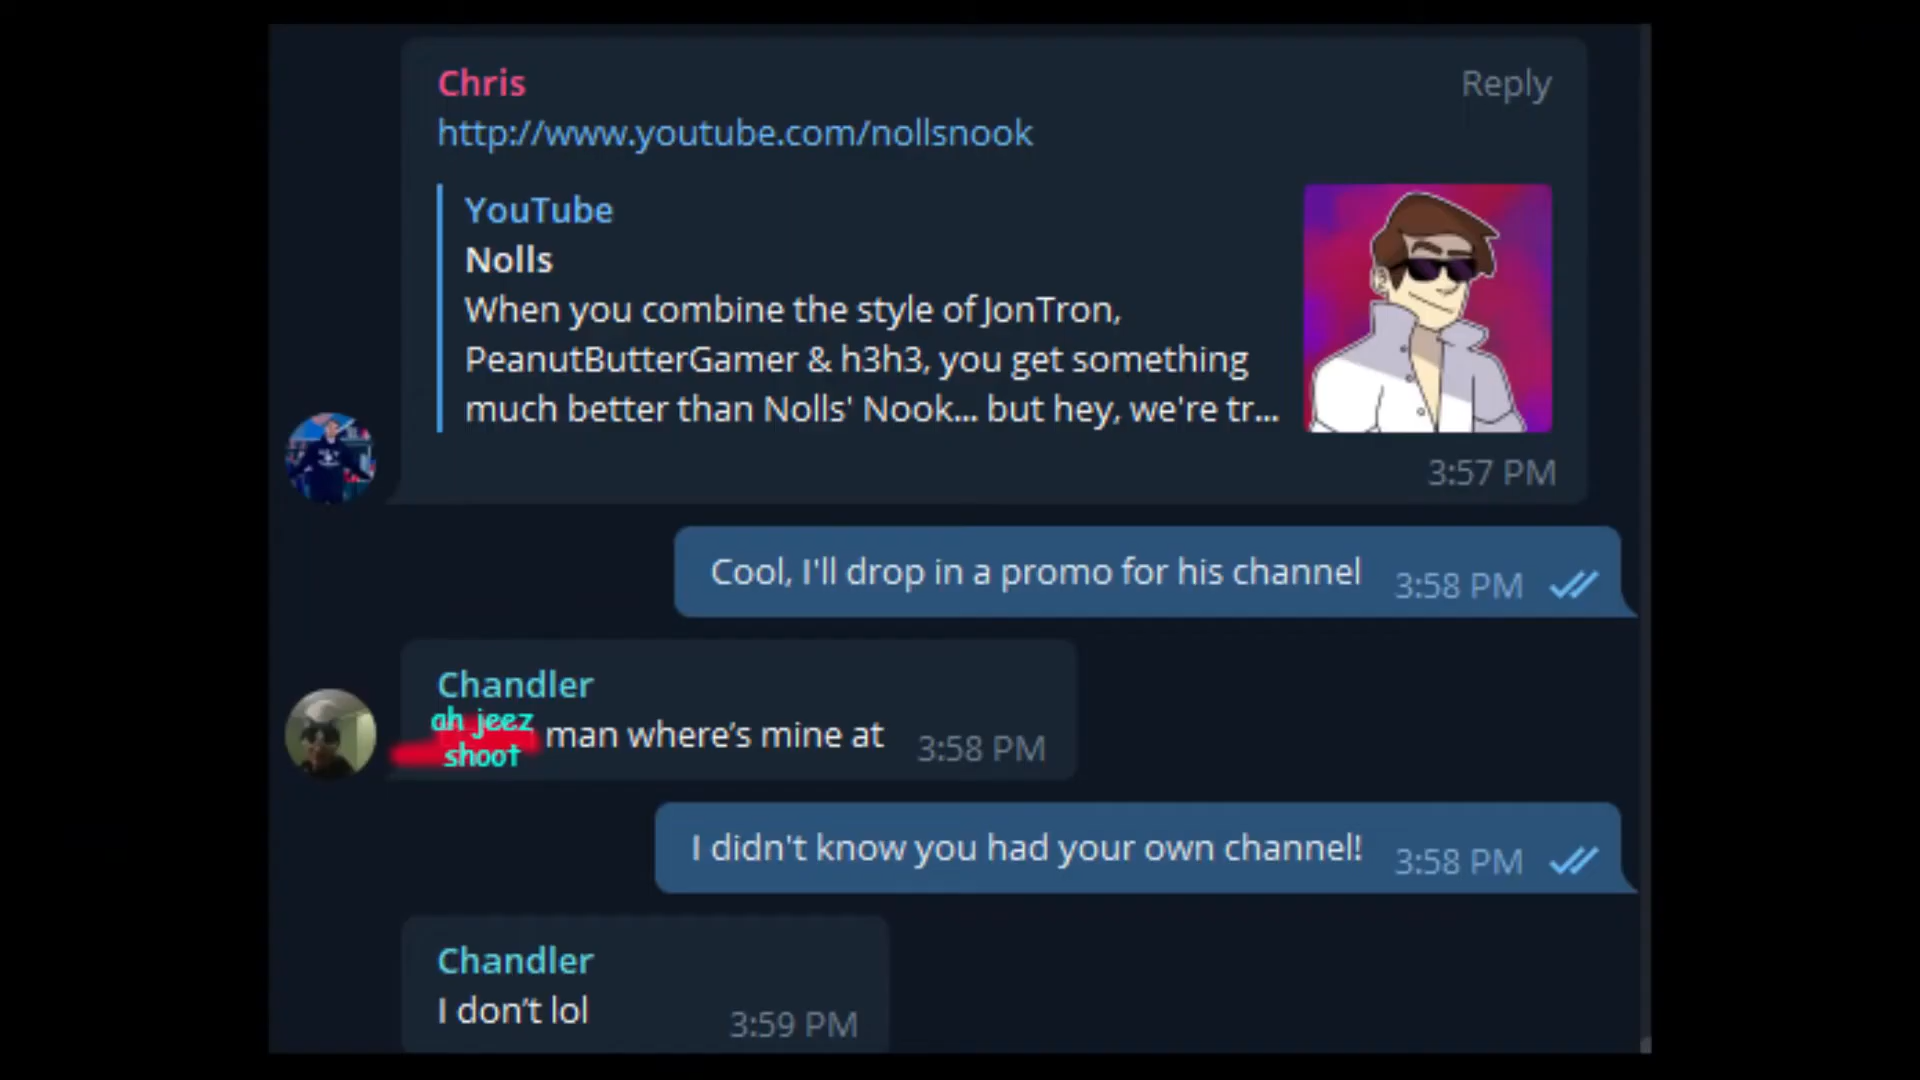 Chris Reply
http://www.youtube.com/nollsnook
YouTube
Nolls
When you combine the style of JonTron,
PeanutButterGamer & h3h3, you get something
much better than Nolls' Nook... but hey, we're tr...
3:57 PM
Cool, I'll drop in a promo for his channel 3:58 PM
Chandler
ah jeez
shoot
man where's mine at 3:58 PM
I didn't know you had your own channel! 3:58 PM
Chandler
I don't lol 3:59 PM